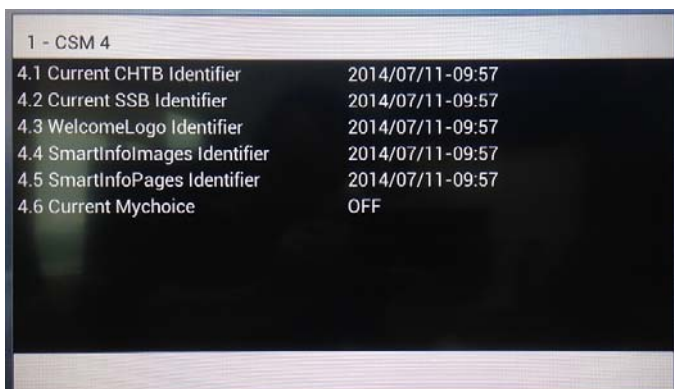 1 - CSM 4
4.1 Current CHTB Identifier 2014/07/11-09:57
4.2 Current SSB Identifier 2014/07/11-09:57
4.3 WelcomeLogo Identifier 2014/07/11-09:57
4.4 SmartInfoImages Identifier 2014/07/11-09:57
4.5 SmartInfoPages Identifier 2014/07/11-09:57
4.6 Current Mychoice OFF